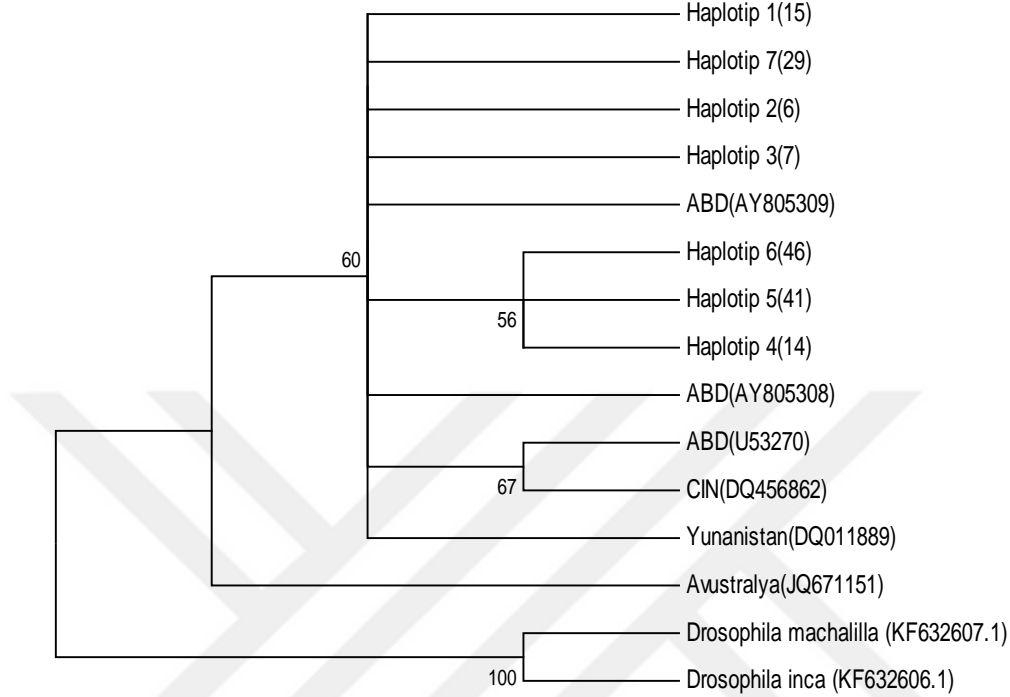 Haplotip 1(15)
Haplotip 7(29)
Haplotip 2(6)
Haplotip 3(7)
ABD(AY805309)
60
Haplotip 6(46)
Haplotip 5(41)
56
Haplotip 4(14)
ABD(AY805308)
ABD(U53270)
67
CIN(DQ456862)
Yunanistan(DQ011889)
Avustralya(JQ671151)
Drosophila machalilla (KF632607.1)
100
Drosophila inca (KF632606.1)